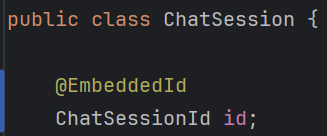 public class ChatSession {
@EmbeddedId
ChatSessionId id;